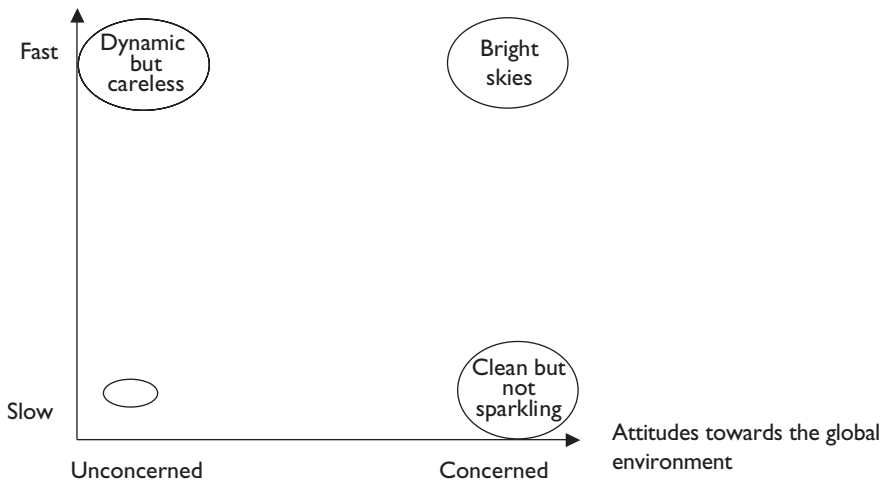 Fast
Dynamic
but
careless
Bright
skies
Slow
Clean but
not
sparkling
Attitudes towards the global
environment
Unconcerned
Concerned